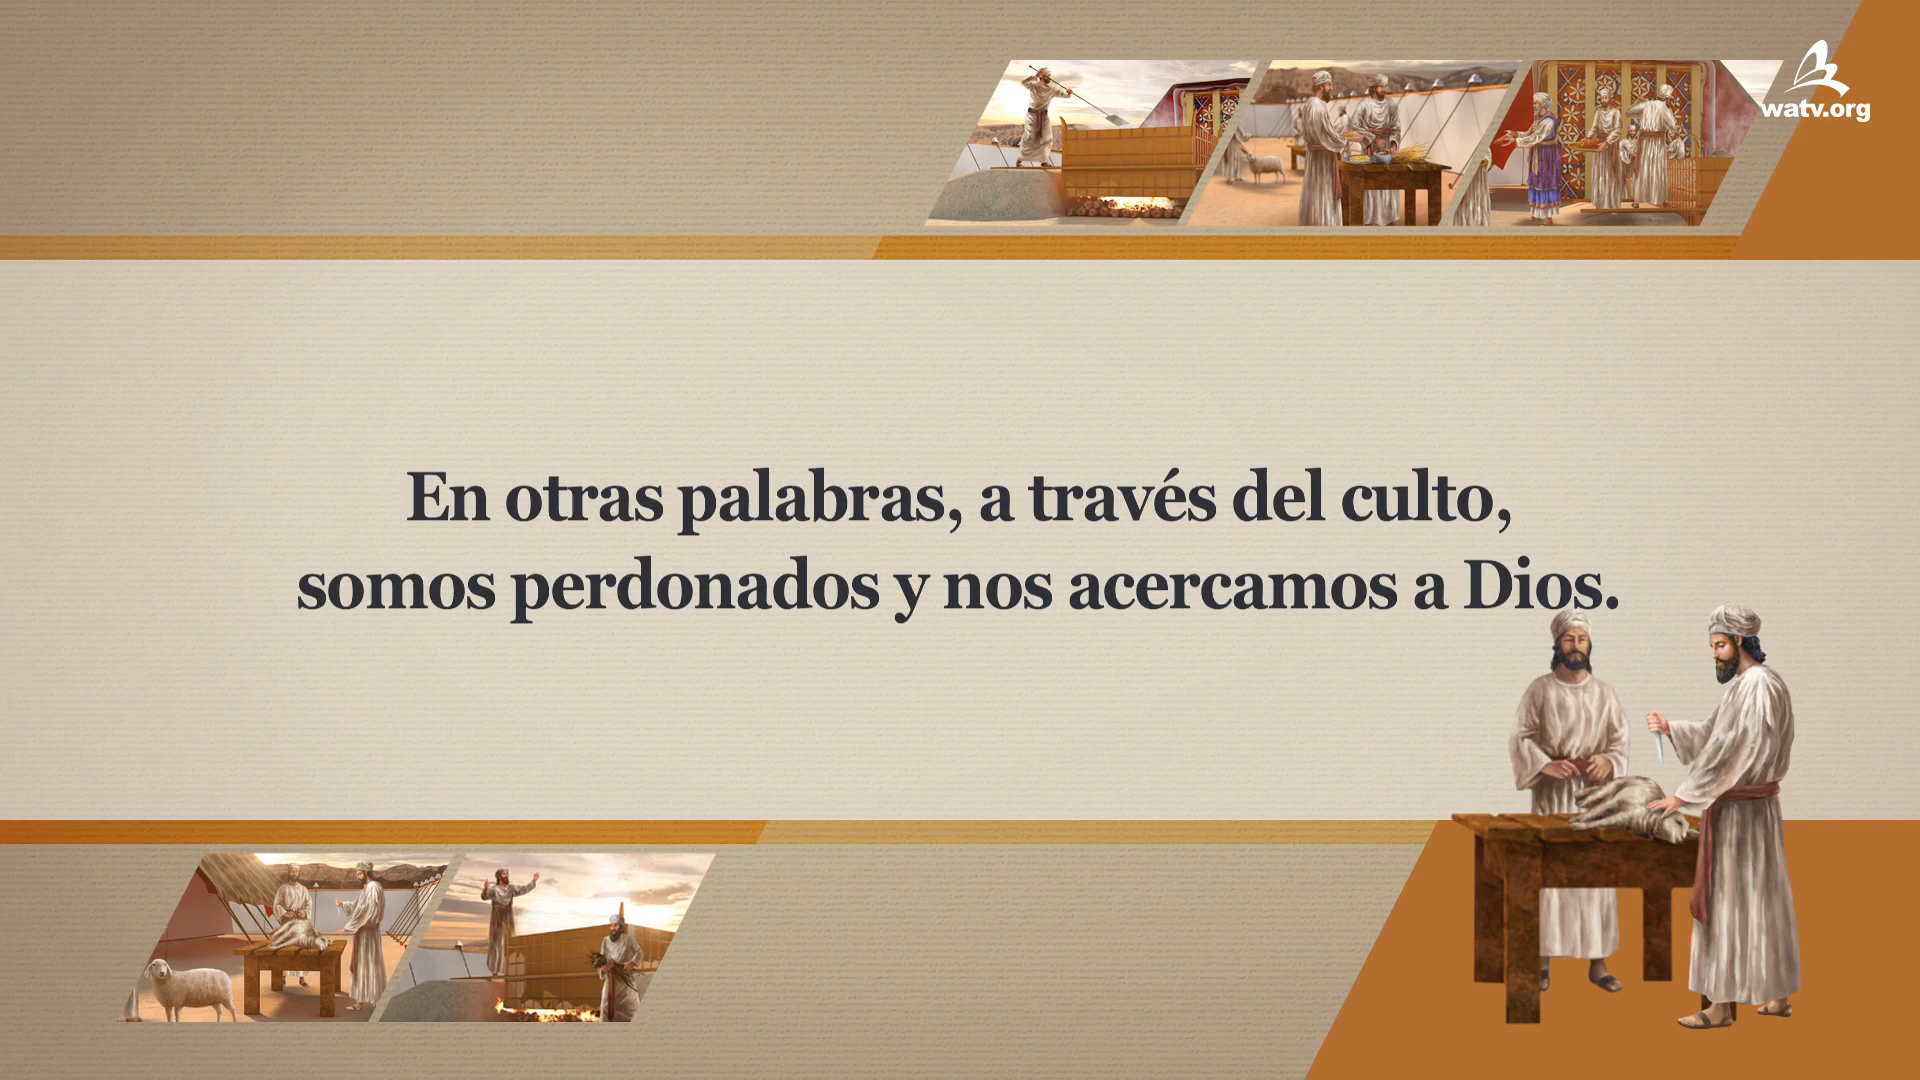 watv.org
En otras palabras, a través del culto,
somos perdonados y nos acercamos a Dios.